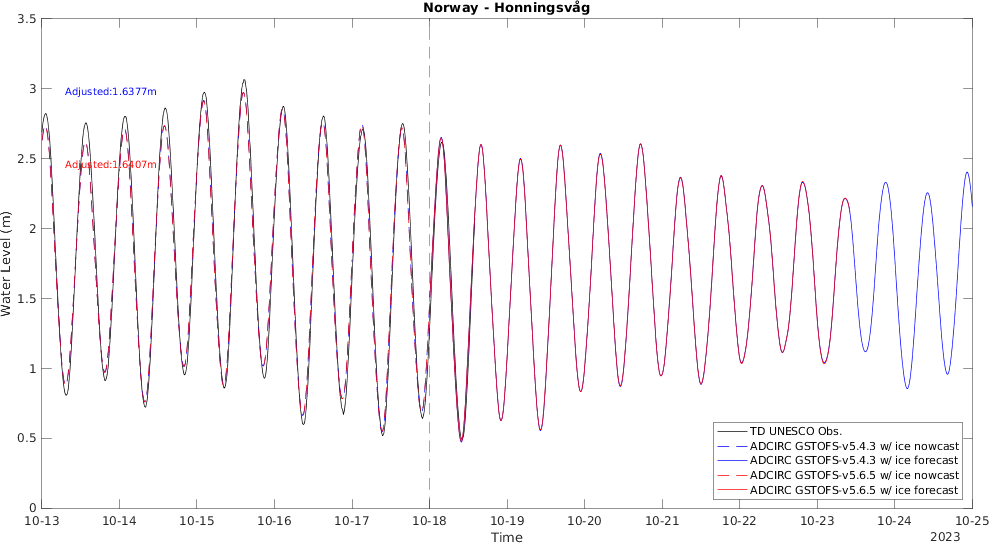 Norway - Honningsvåg
3.5
3
2.5
2
1.5
1
0.5
0
Water Level (m)
Adjusted:1.6377m
Adjusted:1.6407m
TD UNESCO Obs.
ADCIRC GSTOFS-v5.4.3 w/ ice nowcast
ADCIRC GSTOFS-v5.4.3 w/ ice forecast
ADCIRC GSTOFS-v5.6.5 w/ ice nowcast
ADCIRC GSTOFS-v5.6.5 w/ ice forecast
10-13 10-14 10-15 10-16 10-17 10-18 10-19 10-20 10-21 10-22 10-23 10-24 10-25
Time
2023